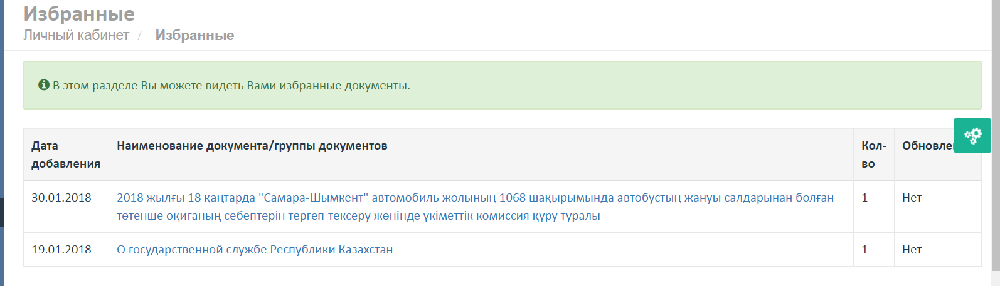 Избранные
Личный кабинет / Избранные
В этом разделе Вы можете видеть Вами избранные документы.
Дата добавления
Наименование документа/группы документов
Кол-во
30.01.2018
2018 жылғы 18 қаңтарда "Самара-Шымкент" автомобиль жолының 1068 шақырымында автобустың жануы салдарынан болған
төтенше оқиғаның себептерін тергеп-тексеру жөнінде үкіметтік комиссия құру туралы
1
Нет
19.01.2018
О государственной службе Республики Казахстан
1
Нет